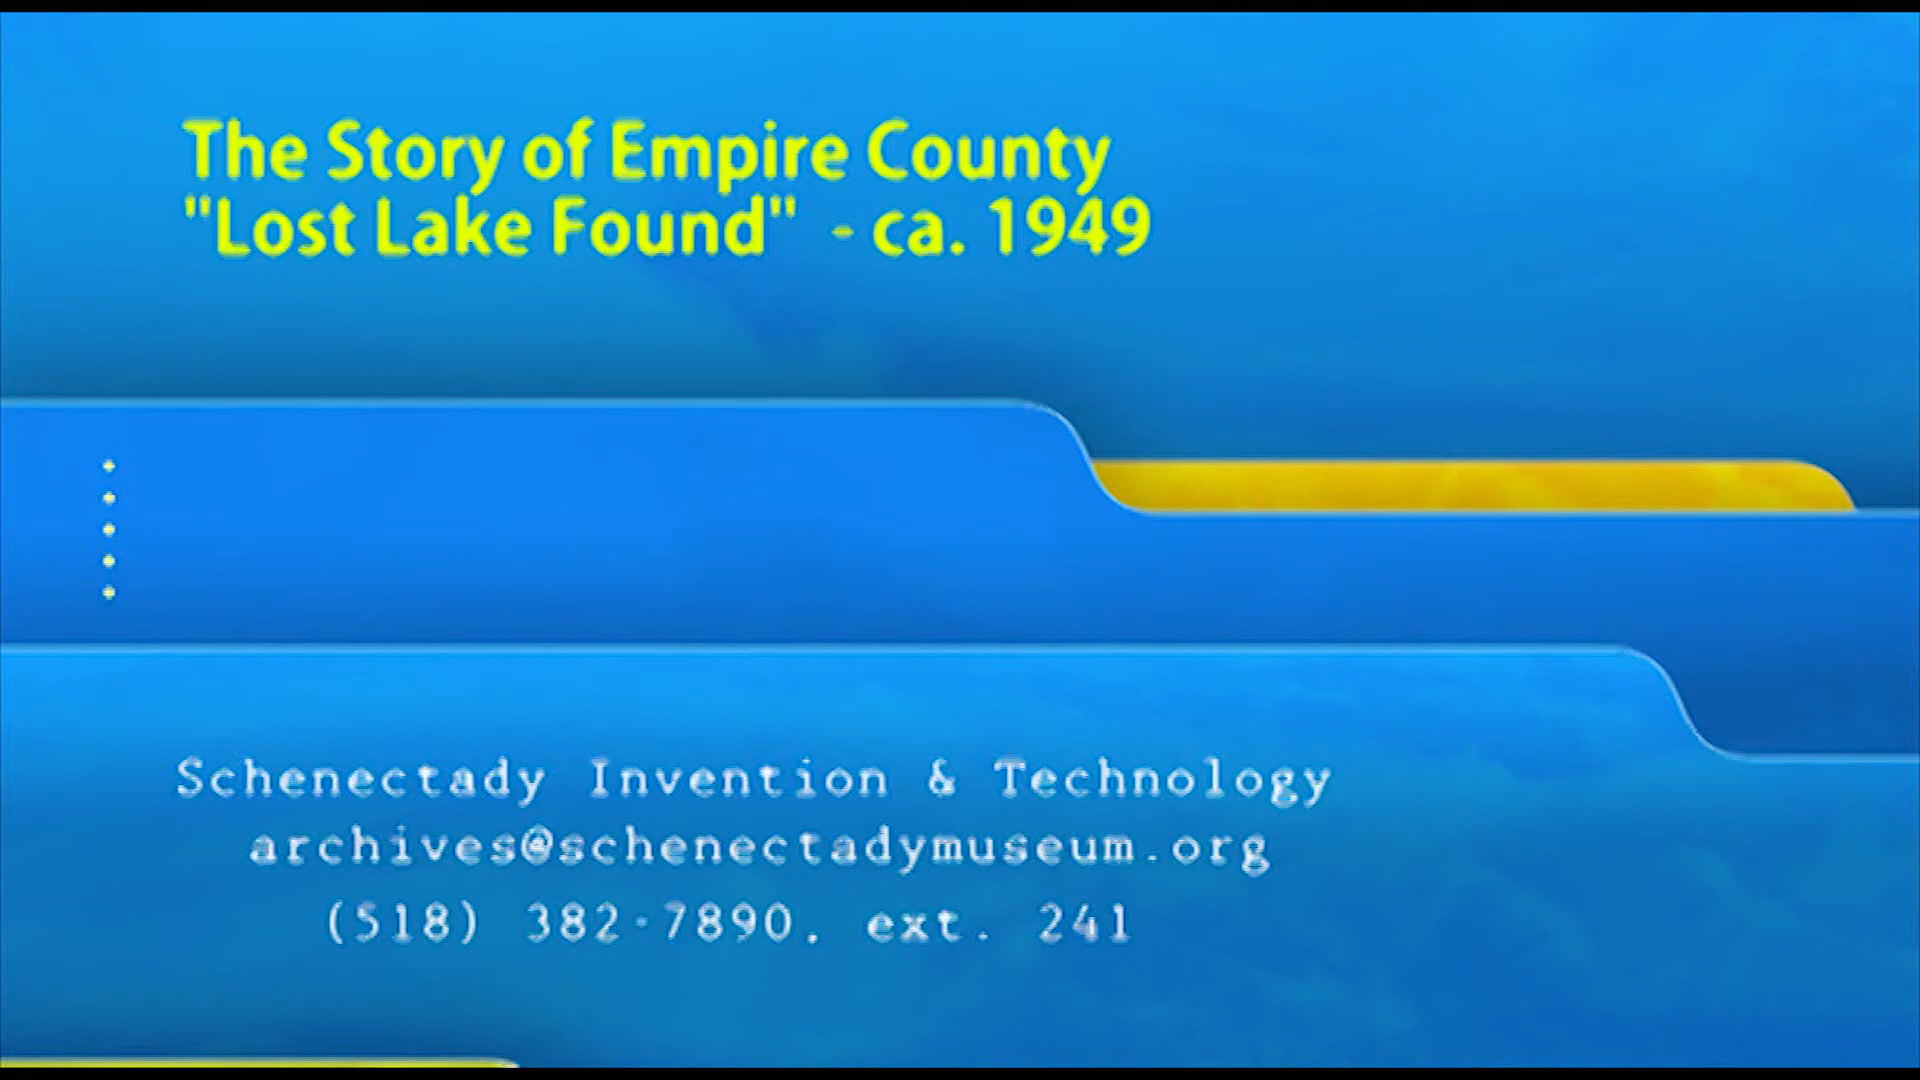 The Story of Empire County
"Lost Lake Found" - ca. 1949
Schenectady Invention & Technology
archives@schenectadymuseum.org
(518) 382-7890, ext. 241